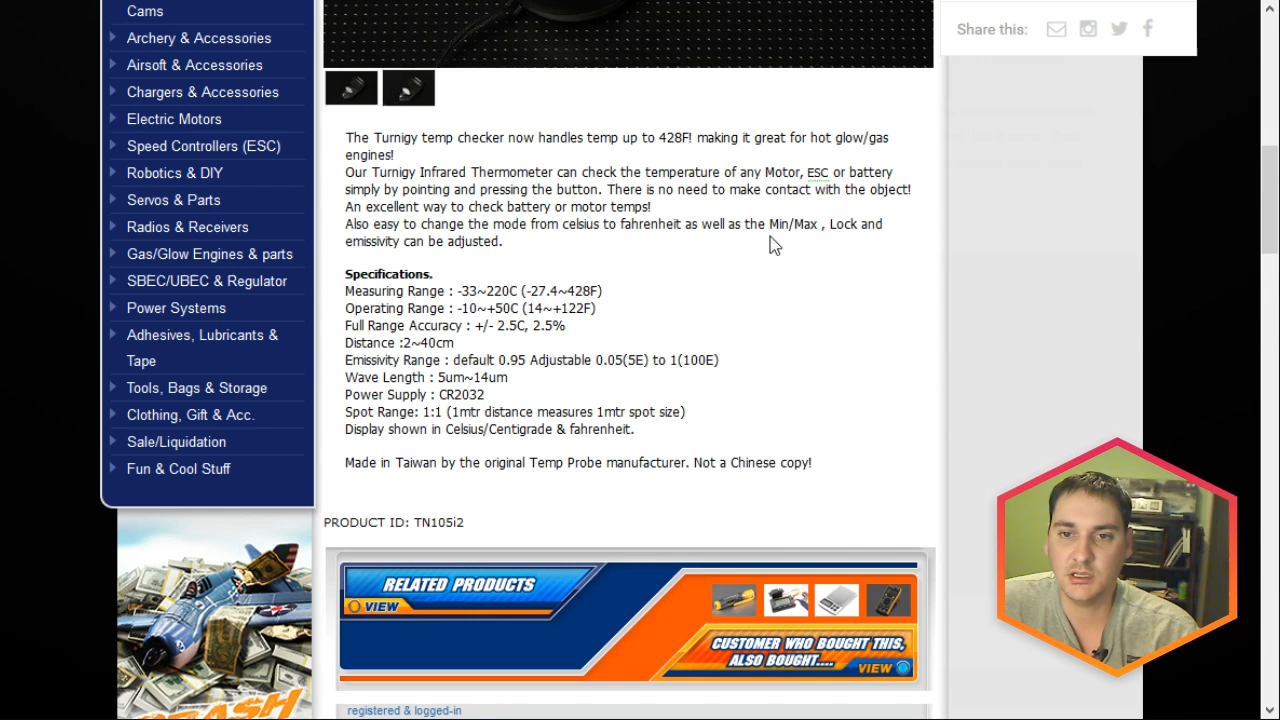 Cams
Archery & Accessories
Airsoft & Accessories
Chargers & Accessories
Electric Motors
Speed Controllers (ESC)
Robotics & DIY
Servos & Parts
Radios & Receivers
Gas/Glow Engines & parts
SBEC/UBEC & Regulator
Power Systems
Adhesives, Lubricants &
Tape
Tools, Bags & Storage
Clothing, Gift & Acc.
Sale/Liquidation
Fun & Cool Stuff
Share this:
The Turnigy temp checker now handles temp up to 428F! making it great for hot glow/gas
engines!
Our Turnigy Infrared Thermometer can check the temperature of any Motor, ESC or battery
simply by pointing and pressing the button. There is no need to make contact with the object!
An excellent way to check battery or motor temps!
Also easy to change the mode from celsius to fahrenheit as well as the Min/Max , Lock and
emissivity can be adjusted.
Specifications.
Measuring Range : -33~220C (-27.4~428F)
Operating Range : -10~+50C (14~+122F)
Full Range Accuracy : +/- 2.5C, 2.5%
Distance :2~40cm
Emissivity Range : default 0.95 Adjustable 0.05(5E) to 1(100E)
Wave Length : 5um~14um
Power Supply : CR2032
Spot Range: 1:1 (1mtr distance measures 1mtr spot size)
Display shown in Celsius/Centigrade & fahrenheit.
Made in Taiwan by the original Temp Probe manufacturer. Not a Chinese copy!
PRODUCT ID: TN105i2
RELATED PRODUCTS
VIEW
CUSTOMER WHO BOUGHT THIS,
ALSO BOUGHT....
VIEW
registered & logged-in